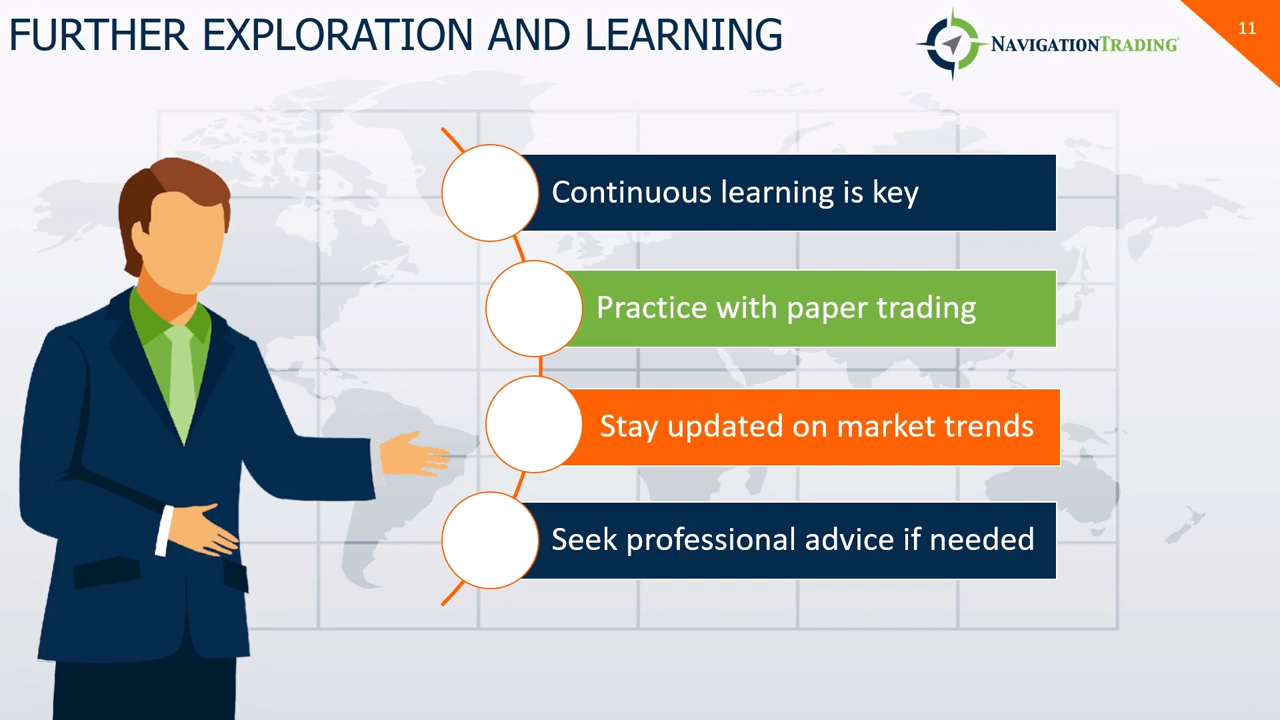 FURTHER EXPLORATION AND LEARNING
NAVIGATIONTRADING®
11
Continuous learning is key
Practice with paper trading
Stay updated on market trends
Seek professional advice if needed